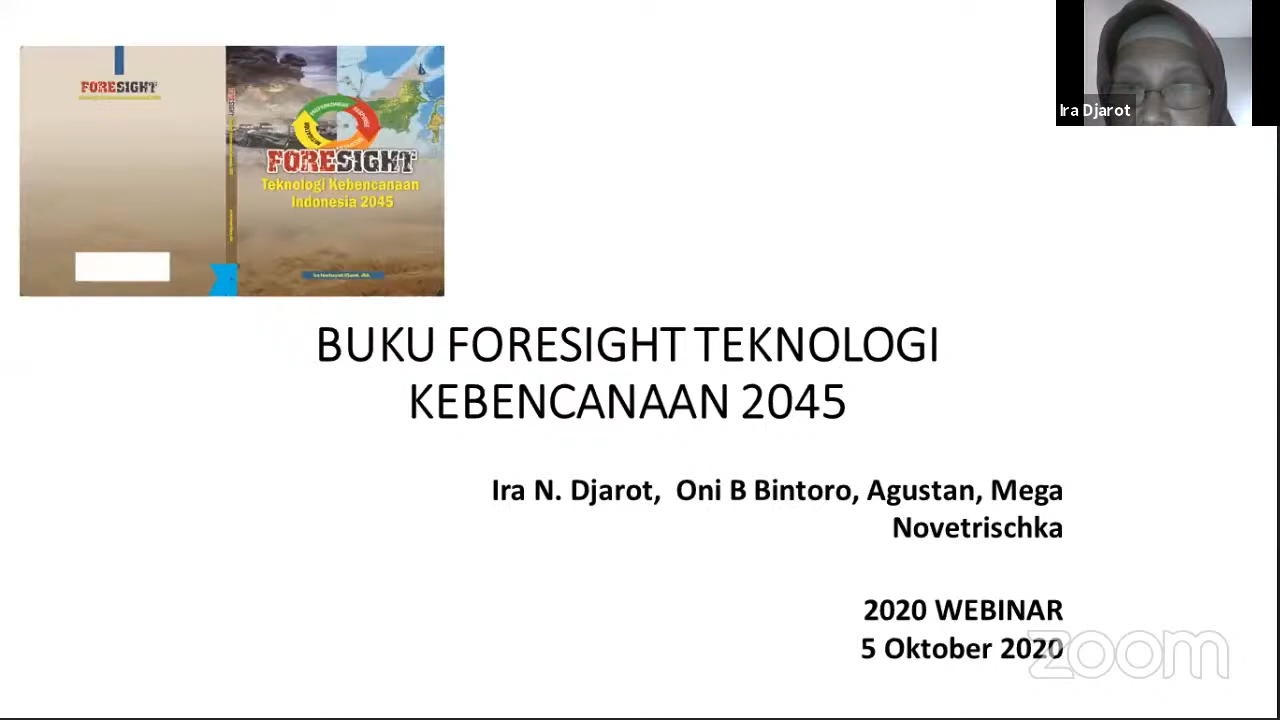 FORESIGHT
FORESIGHT
Teknologi Kebencanaan
Indonesia 2045
Ira Djarot
BUKU FORESIGHT TEKNOLOGI
KEBENCANAAN 2045
Ira N. Djarot,  Oni B Bintoro, Agustan, Mega
Novetrischka
2020 WEBINAR
5 Oktober 2020
zoom